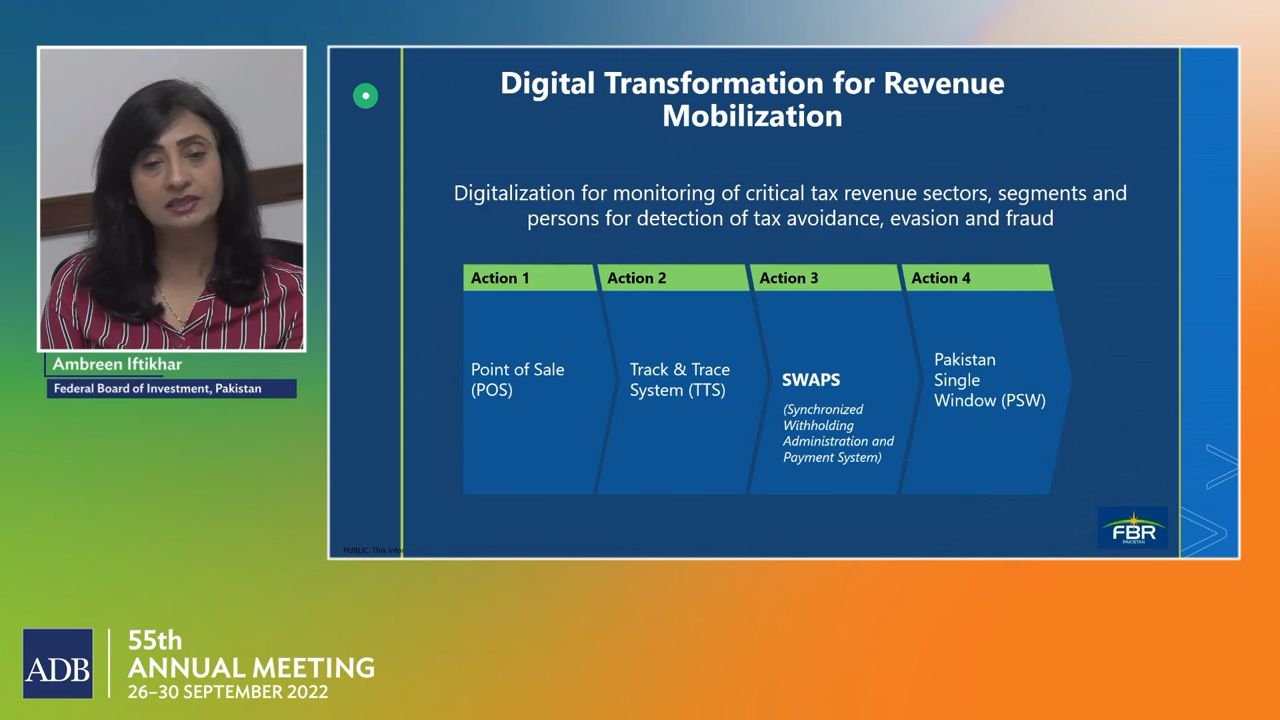 Digital Transformation for Revenue
Mobilization
Digitalization for monitoring of critical tax revenue sectors, segments and
persons for detection of tax avoidance, evasion and fraud
Action 1
Action 2
Action 3
Action 4
Point of Sale
(POS)
Track & Trace
System (TTS)
SWAPS
(Synchronized
Withholding
Administration and
Payment System)
Pakistan
Single
Window (PSW)
FBR
PAKISTAN
PUBLIC. This infor
Ambreen Iftikhar
Federal Board of Investment, Pakistan
ADB
55th
ANNUAL MEETING
26–30 SEPTEMBER 2022